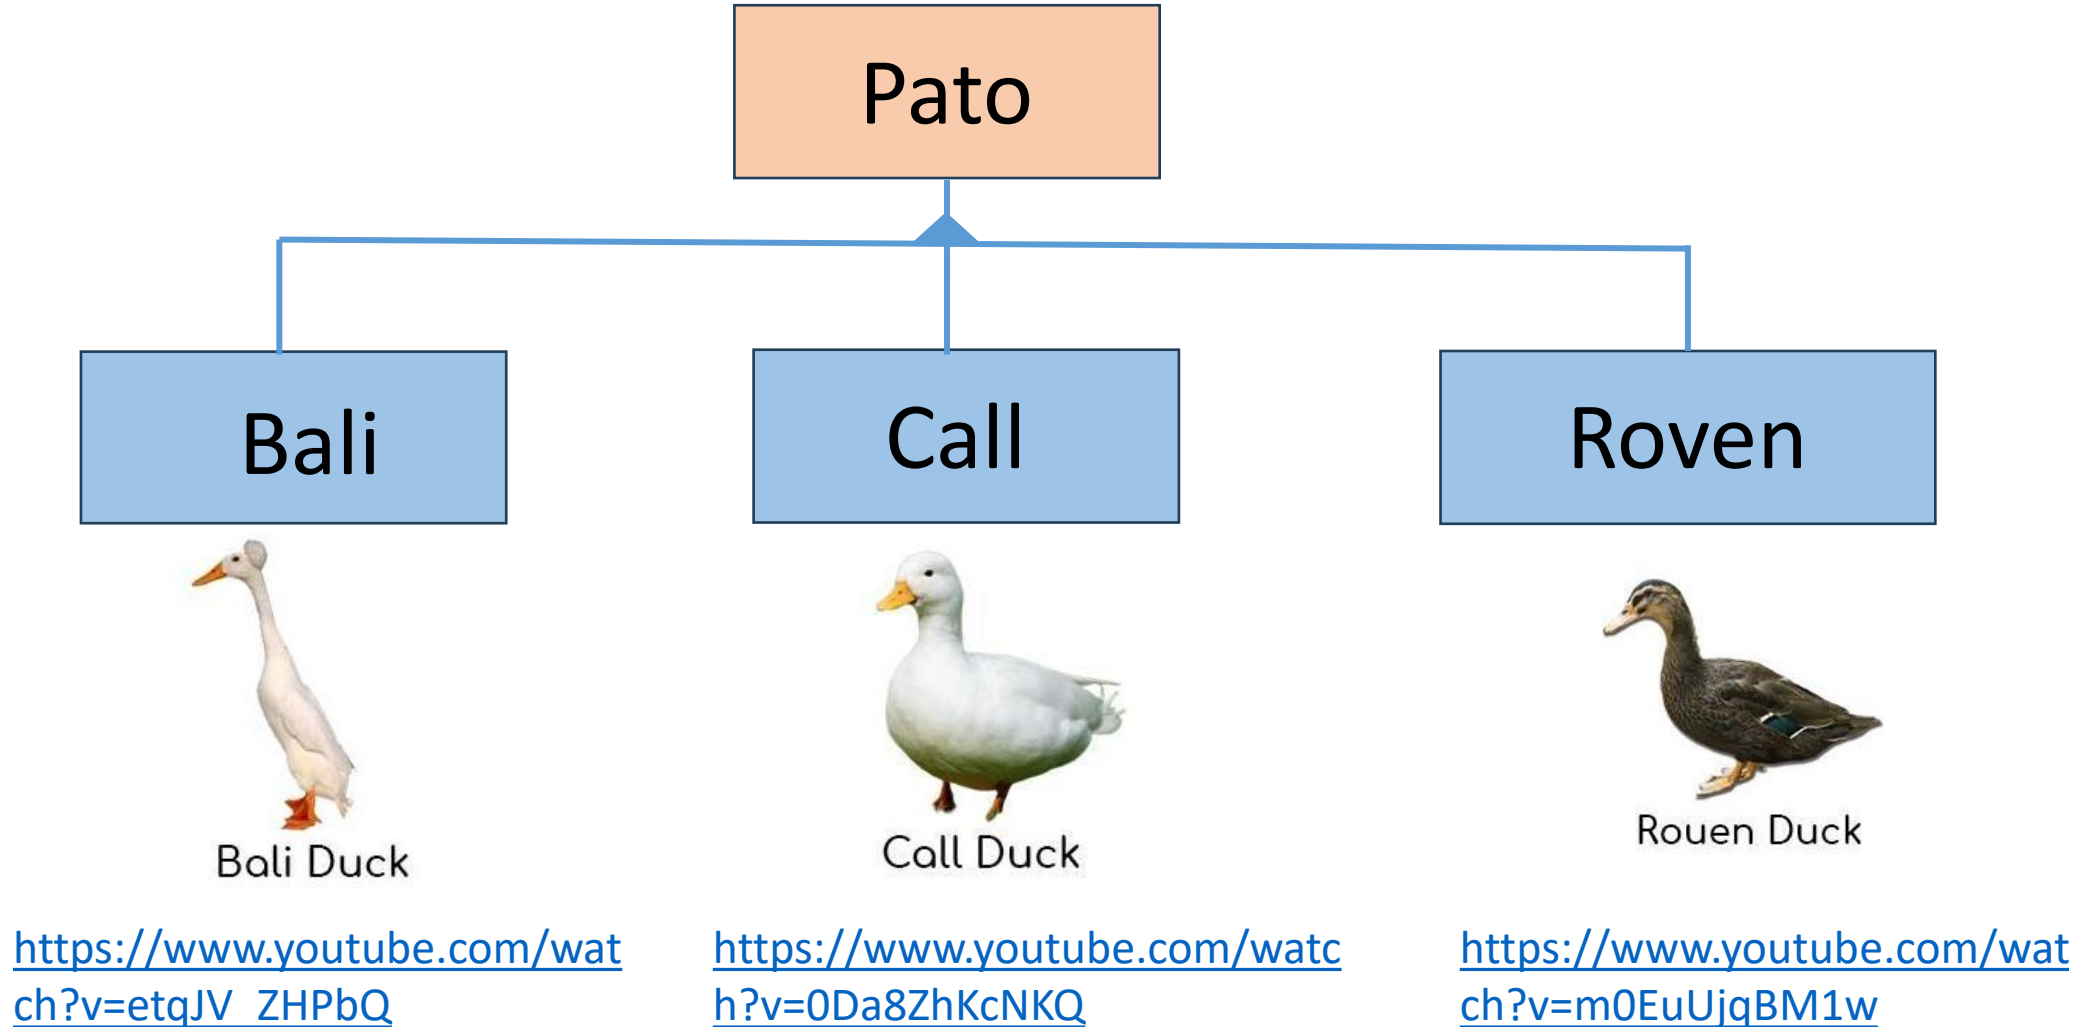 Pato
Bali
Call
Roven
Bali Duck
Call Duck
Rouen Duck
https://www.youtube.com/wat
ch?v=etqJV_ZHPbQ
https://www.youtube.com/watc
h?v=0Da8ZhKcNKQ
https://www.youtube.com/wat
ch?v=m0EuUjqBM1w